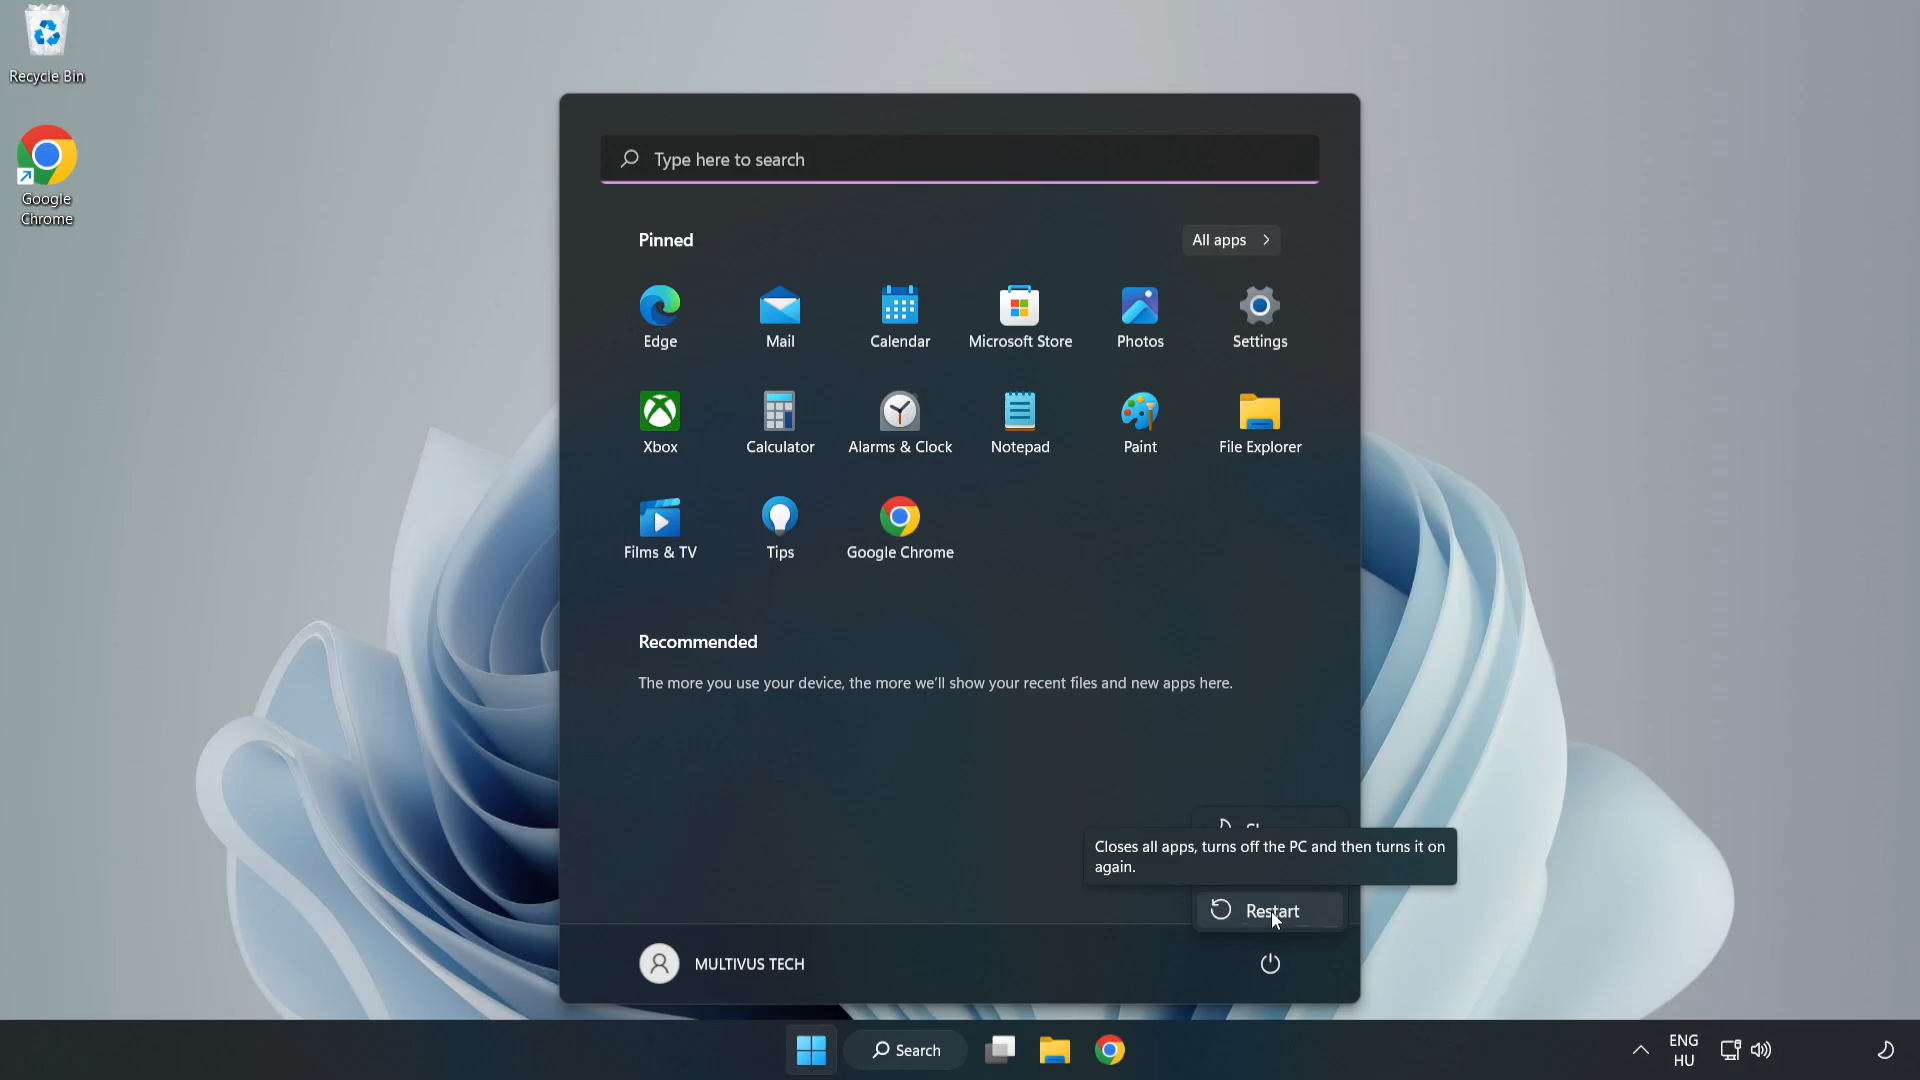 Recycle Bin
Google
Chrome
Type here to search
Pinned
All apps
Edge
Mail
Calendar
Microsoft Store
Photos
Settings
Xbox
Calculator
Alarms & Clock
Notepad
Paint
File Explorer
Films & TV
Tips
Google Chrome
Recommended
The more you use your device, the more we'll show your recent files and new apps here.
Closes all apps, turns off the PC and then turns it on
again.
Restart
MULTIVUS TECH
Search
ENG
HU